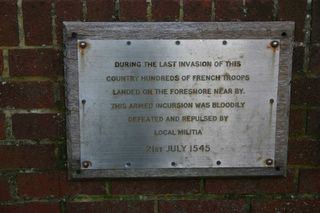 DURING THE LAST INVASION OF THIS
COUNTRY HUNDREDS OF FRENCH TROOPS
LANDED ON THE FORESHORE NEAR BY.
THIS ARMED INCURSION WAS BLOODILY
DEFEATED AND REPULSED BY
LOCAL MILITIA
21ST JULY 1545